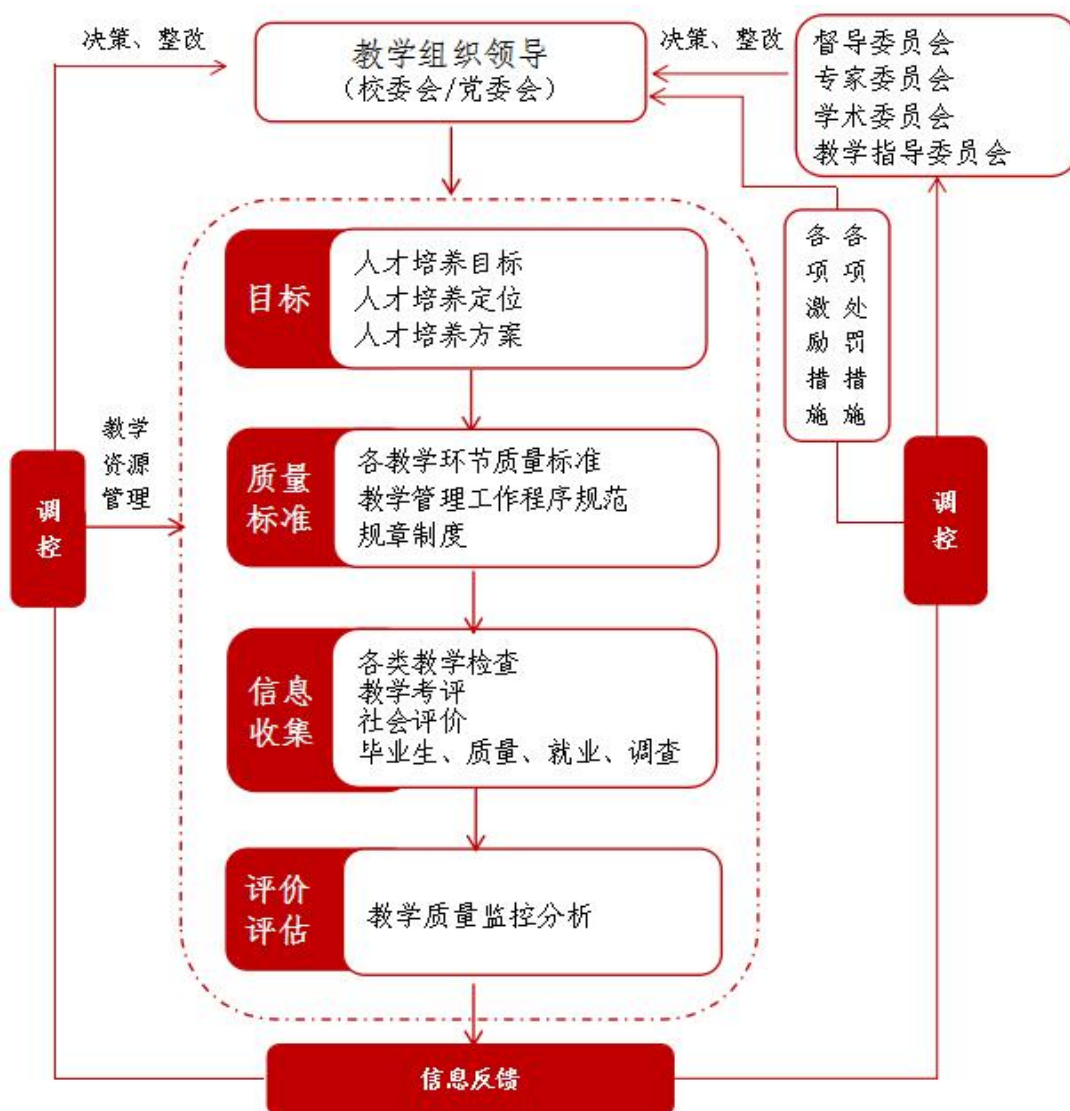 决策、整改
教学组织领导
（校委会/党委会）
决策、整改
督导委员会
专家委员会
学术委员会
教学指导委员会
各项激励措施
各项处罚措施
目标
人才培养目标
人才培养定位
人才培养方案
教学
资源
管理
调控
质量
标准
各教学环节质量标准
教学管理工作程序规范
规章制度
调控
信息
收集
各类教学检查
教学考评
社会评价
毕业生、质量、就业、调查
评价
评估
教学质量监控分析
信息反馈